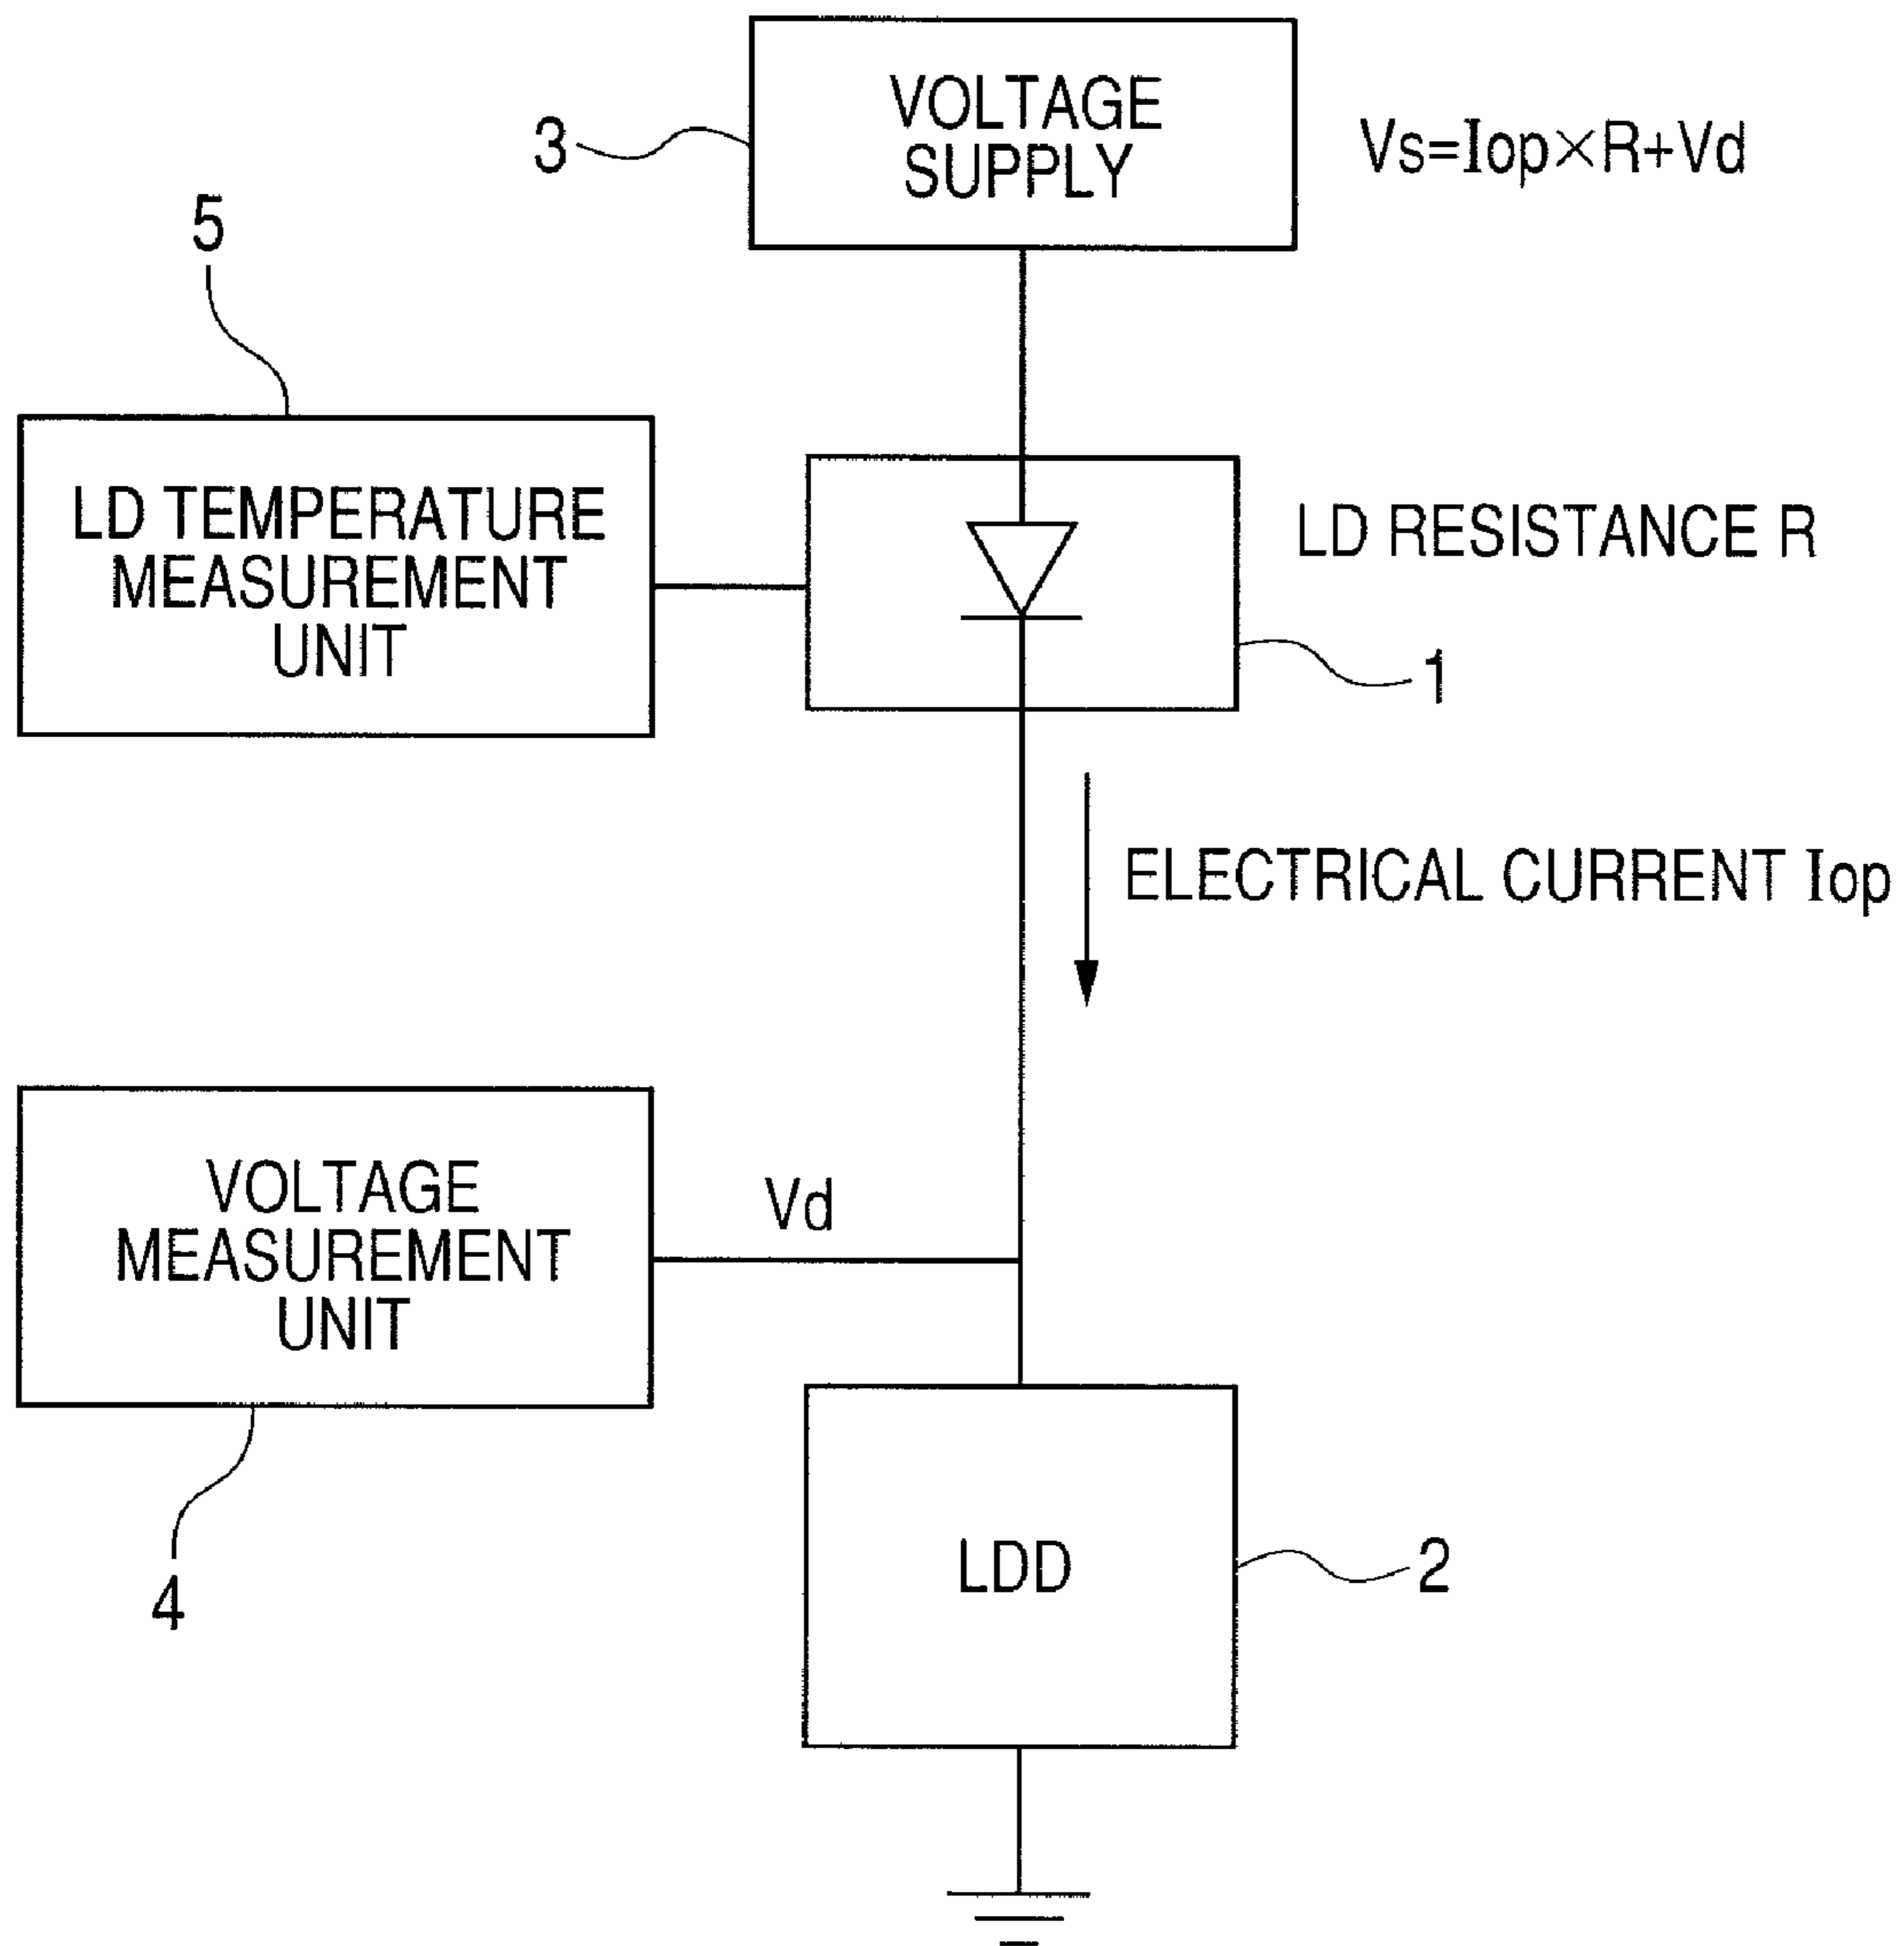 VOLTAGE
SUPPLY
3
Vs=Iop×R+Vd
5
LD TEMPERATURE
MEASUREMENT
UNIT
LD RESISTANCE R
1
ELECTRICAL CURRENT Iop
VOLTAGE
MEASUREMENT
UNIT
Vd
4
LDD
2